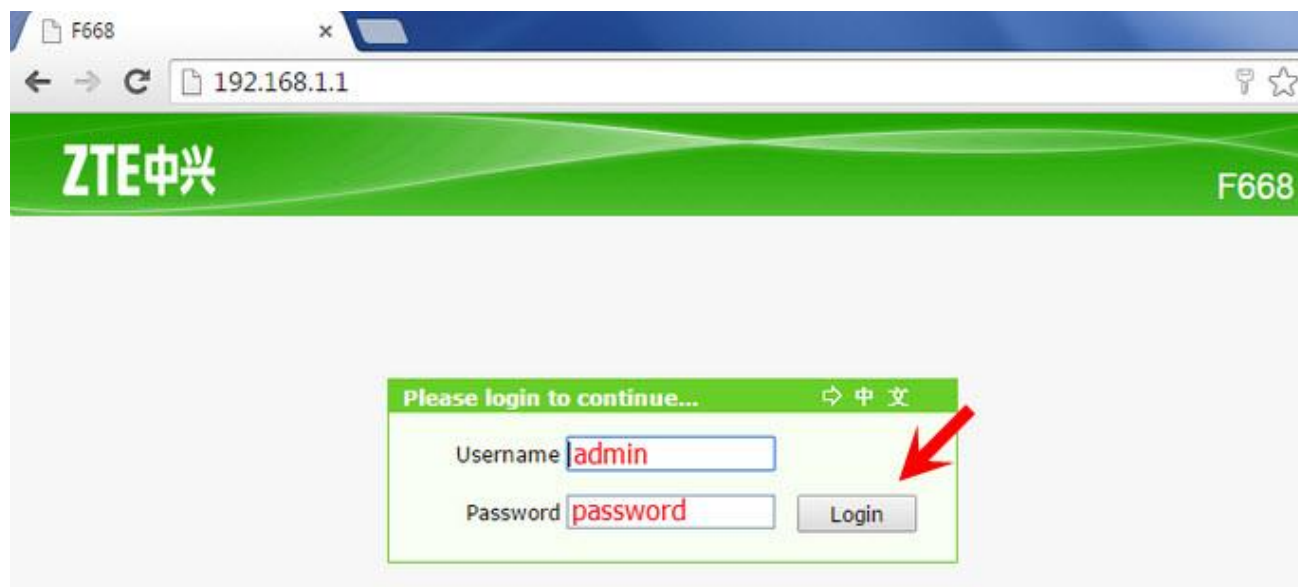 F668
192.168.1.1
ZTE中兴
F668
Please login to continue... 中 文
Username admin
Password password Login